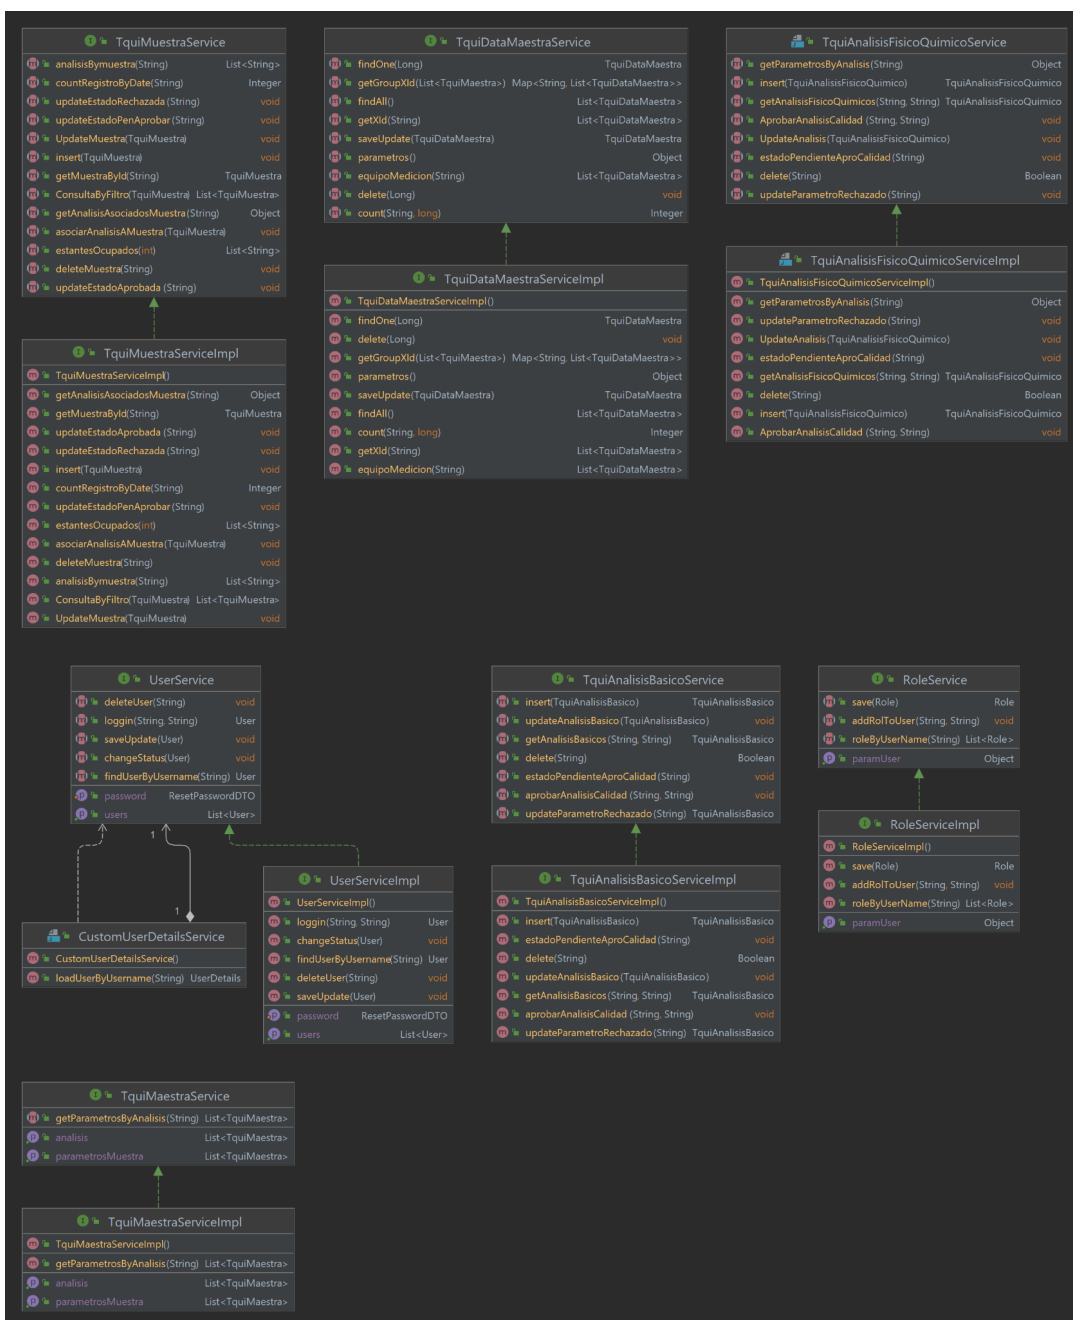 TquiMuestraService
analisisBymuestra(String) List<String>
countRegistroByDate(String) Integer
updateEstadoRechazada (String) void
updateEstadoPenAprobar(String) void
UpdateMuestra(TquiMuestra) void
insert(TquiMuestra) void
getMuestraById(String) TquiMuestra
ConsultaByFiltro(TquiMuestra) List<TquiMuestra>
getAnalisisAsociadosMuestra(String) Object
asociarAnalisisAMuestra(TquiMuestra) void
estantesOcupados(int) List<String>
deleteMuestra(String) void
updateEstadoAprobada (String) void
TquiDataMaestraService
findOne(Long) TquiDataMaestra
getGroupXId(List<TquiMaestra>) Map<String, List<TquiDataMaestra>>
findAll() List<TquiDataMaestra>
getXId(String) List<TquiDataMaestra>
saveUpdate(TquiDataMaestra) TquiDataMaestra
parametros() Object
equipoMedicion(String) List<TquiDataMaestra>
delete(Long) void
count(String, long) Integer
TquiAnalisisFisicoQuimicoService
getParametrosByAnalisis(String) Object
insert(TquiAnalisisFisicoQuimico) TquiAnalisisFisicoQuimico
getAnalisisFisicoQuimicos(String, String) TquiAnalisisFisicoQuimico
AprobarAnalisisCalidad (String, String) void
UpdateAnalisis(TquiAnalisisFisicoQuimico) void
estadoPendienteAproCalidad(String) void
delete(String) Boolean
updateParametroRechazado(String) void
TquiMuestraServiceImpl
TquiMuestraServiceImpl()
getAnalisisAsociadosMuestra(String) Object
getMuestraById(String) TquiMuestra
updateEstadoAprobada (String) void
updateEstadoRechazada (String) void
insert(TquiMuestra) void
countRegistroByDate(String) Integer
updateEstadoPenAprobar(String) void
estantesOcupados(int) List<String>
asociarAnalisisAMuestra(TquiMuestra) void
deleteMuestra(String) void
analisisBymuestra(String) List<String>
ConsultaByFiltro(TquiMuestra) List<TquiMuestra>
UpdateMuestra(TquiMuestra) void
TquiDataMaestraServiceImpl
TquiDataMaestraServiceImpl()
findOne(Long) TquiDataMaestra
delete(Long) void
getGroupXId(List<TquiMaestra>) Map<String, List<TquiDataMaestra>>
parametros() Object
saveUpdate(TquiDataMaestra) TquiDataMaestra
findAll() List<TquiDataMaestra>
count(String, long) Integer
getXId(String) List<TquiDataMaestra>
equipoMedicion(String) List<TquiDataMaestra>
TquiAnalisisFisicoQuimicoServiceImpl
TquiAnalisisFisicoQuimicoServiceImpl()
getParametrosByAnalisis(String) Object
updateParametroRechazado(String) void
UpdateAnalisis(TquiAnalisisFisicoQuimico) void
estadoPendienteAproCalidad(String) void
getAnalisisFisicoQuimicos(String, String) TquiAnalisisFisicoQuimico
delete(String) Boolean
insert(TquiAnalisisFisicoQuimico) TquiAnalisisFisicoQuimico
AprobarAnalisisCalidad (String, String) void
UserService
deleteUser(String) void
loggin(String, String) User
saveUpdate(User) void
changeStatus(User) void
findUserByUsername(String) User
password ResetPasswordDTO
users List<User>
1
1
CustomUserDetailsService
CustomUserDetailsService()
loadUserByUsername(String) UserDetails
UserServiceImpl
UserServiceImpl()
loggin(String, String) User
changeStatus(User) void
findUserByUsername(String) User
deleteUser(String) void
saveUpdate(User) void
password ResetPasswordDTO
users List<User>
TquiAnalisisBasicoService
insert(TquiAnalisisBasico) TquiAnalisisBasico
updateAnalisisBasico(TquiAnalisisBasico) void
getAnalisisBasicos(String, String) TquiAnalisisBasico
delete(String) Boolean
estadoPendienteAproCalidad(String) void
aprobarAnalisisCalidad (String, String) void
updateParametroRechazado(String) TquiAnalisisBasico
TquiAnalisisBasicoServiceImpl
TquiAnalisisBasicoServiceImpl()
insert(TquiAnalisisBasico) TquiAnalisisBasico
estadoPendienteAproCalidad(String) void
delete(String) Boolean
updateAnalisisBasico(TquiAnalisisBasico) void
getAnalisisBasicos(String, String) TquiAnalisisBasico
aprobarAnalisisCalidad (String, String) void
updateParametroRechazado(String) TquiAnalisisBasico
RoleService
save(Role) Role
addRolToUser(String, String) void
roleByUserName(String) List<Role>
paramUser Object
RoleServiceImpl
RoleServiceImpl()
save(Role) Role
addRolToUser(String, String) void
roleByUserName(String) List<Role>
paramUser Object
TquiMaestraService
getParametrosByAnalisis(String) List<TquiMaestra>
analisis List<TquiMaestra>
parametrosMuestra List<TquiMaestra>
TquiMaestraServiceImpl
TquiMaestraServiceImpl()
getParametrosByAnalisis(String) List<TquiMaestra>
analisis List<TquiMaestra>
parametrosMuestra List<TquiMaestra>